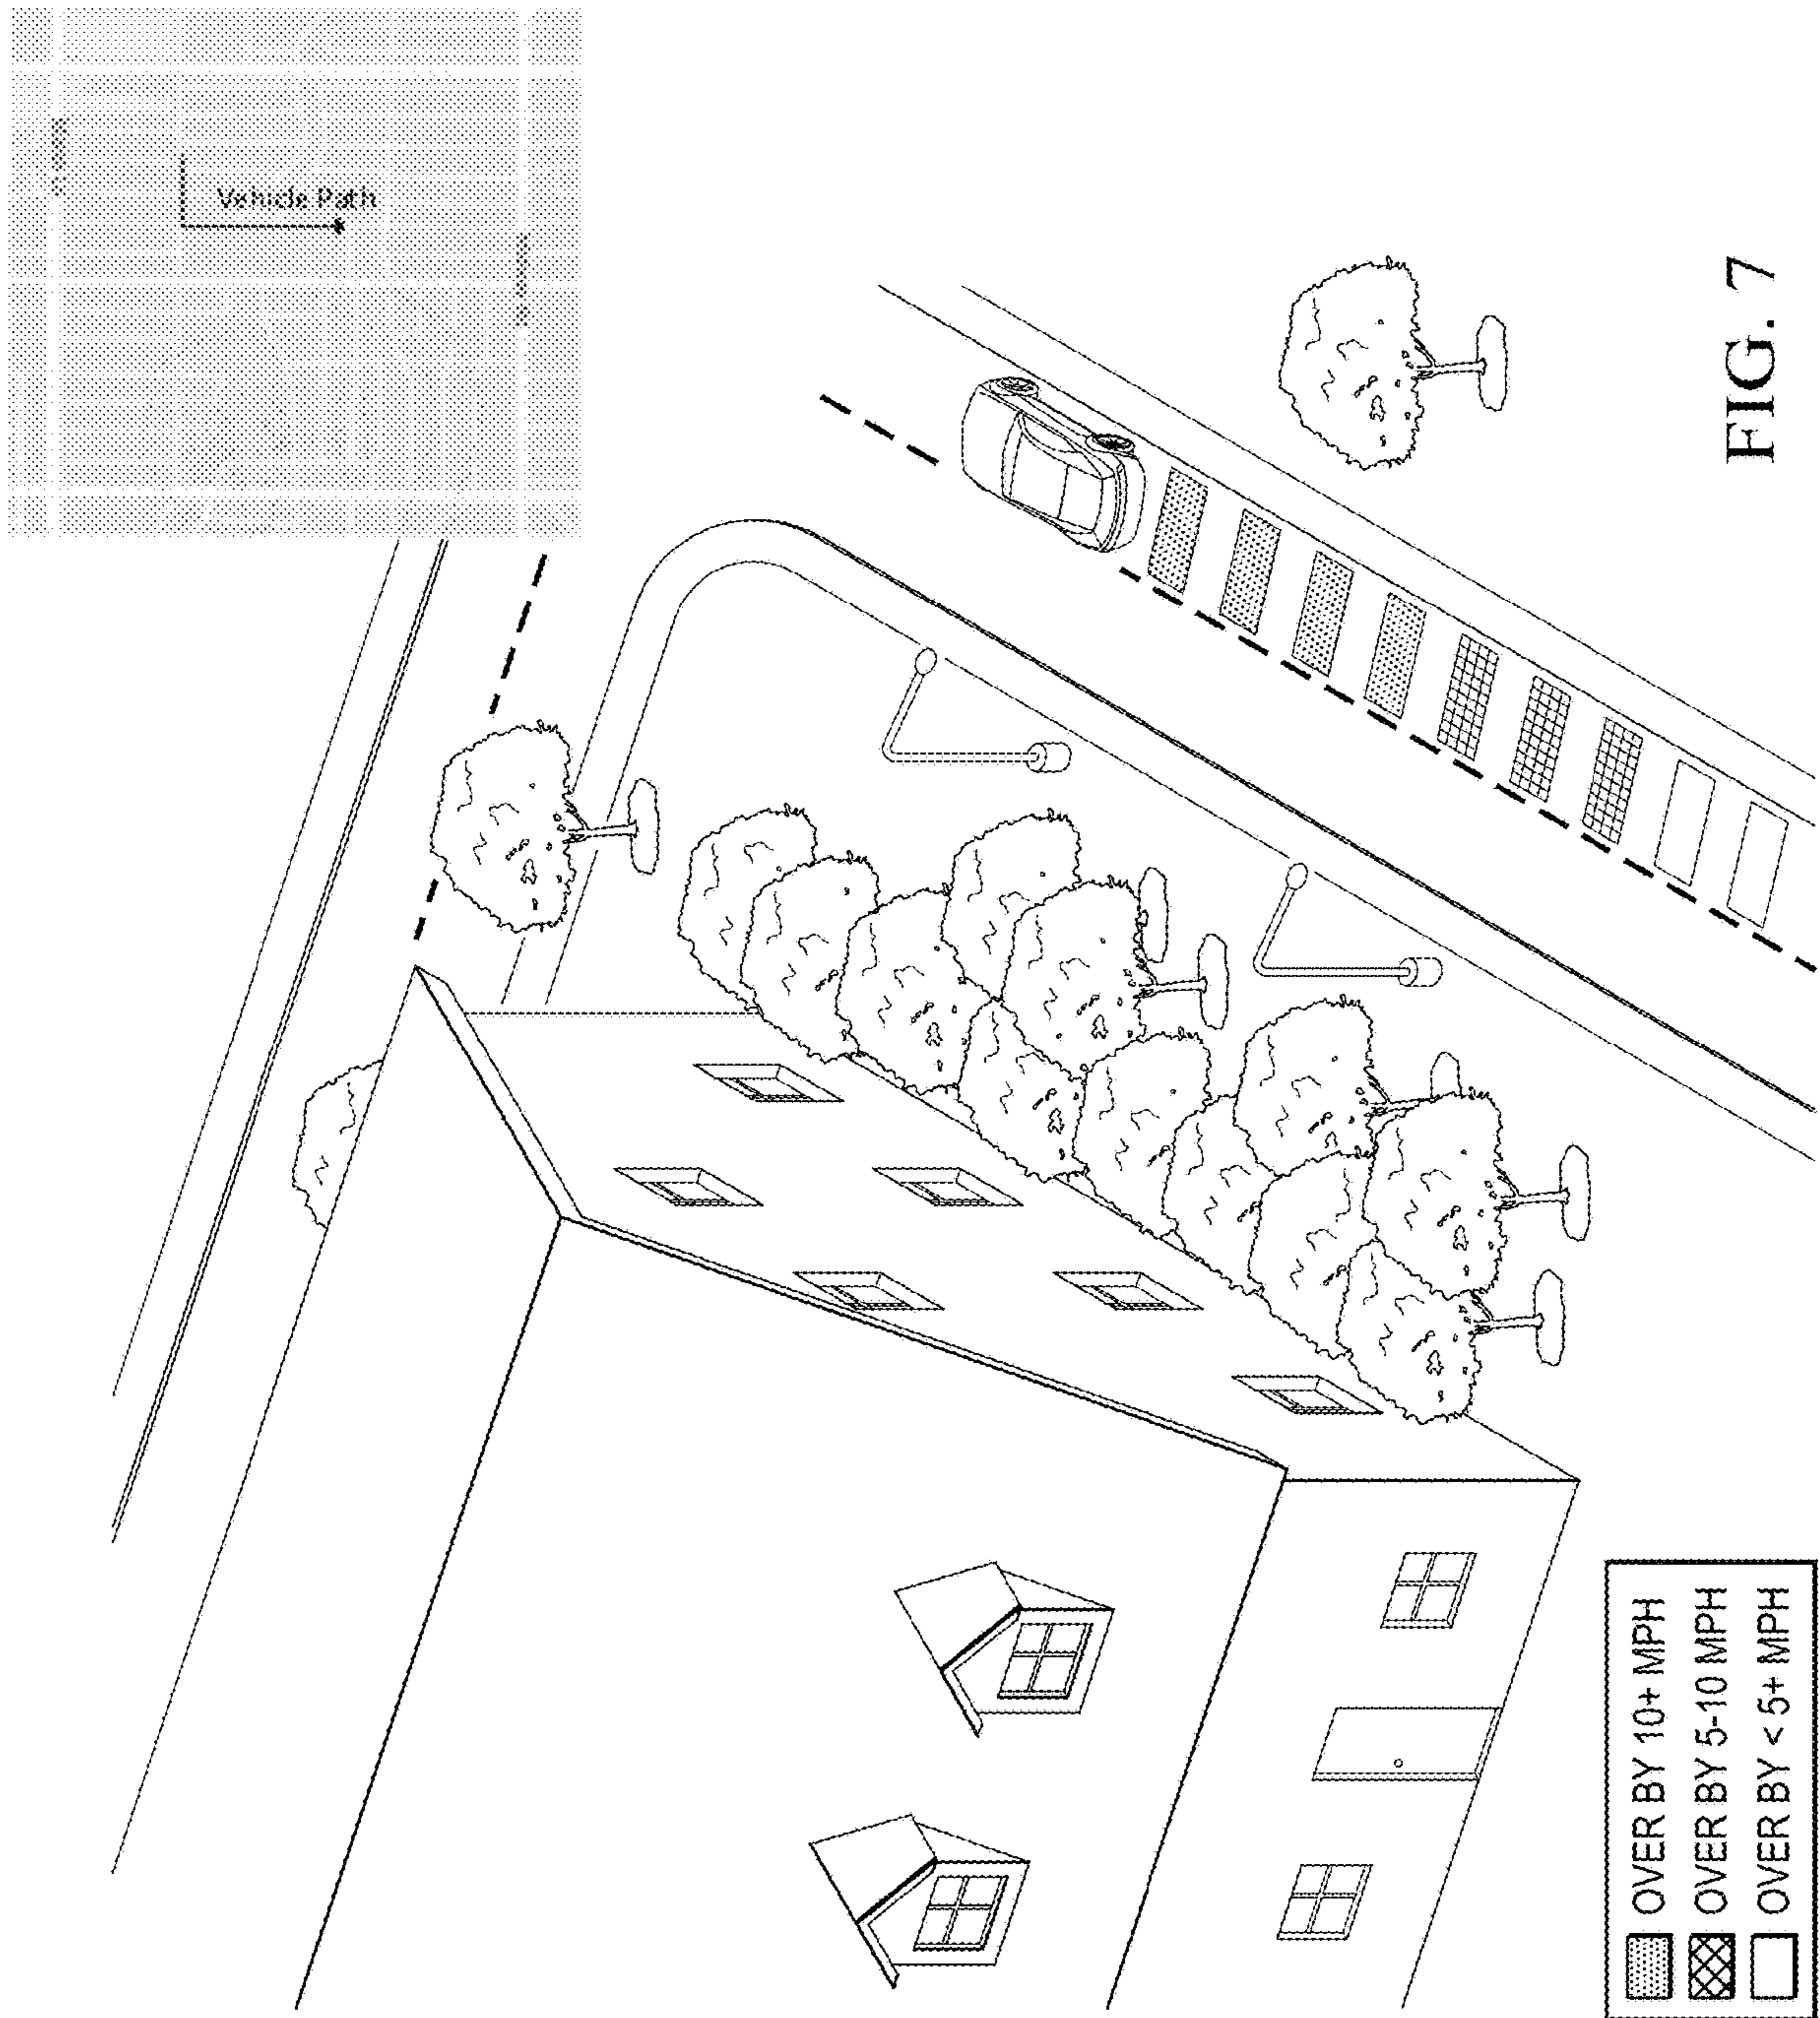 Vehicle Path
OVER BY 10+ MPH
OVER BY 5-10 MPH
OVER BY < 5+ MPH
FIG. 7